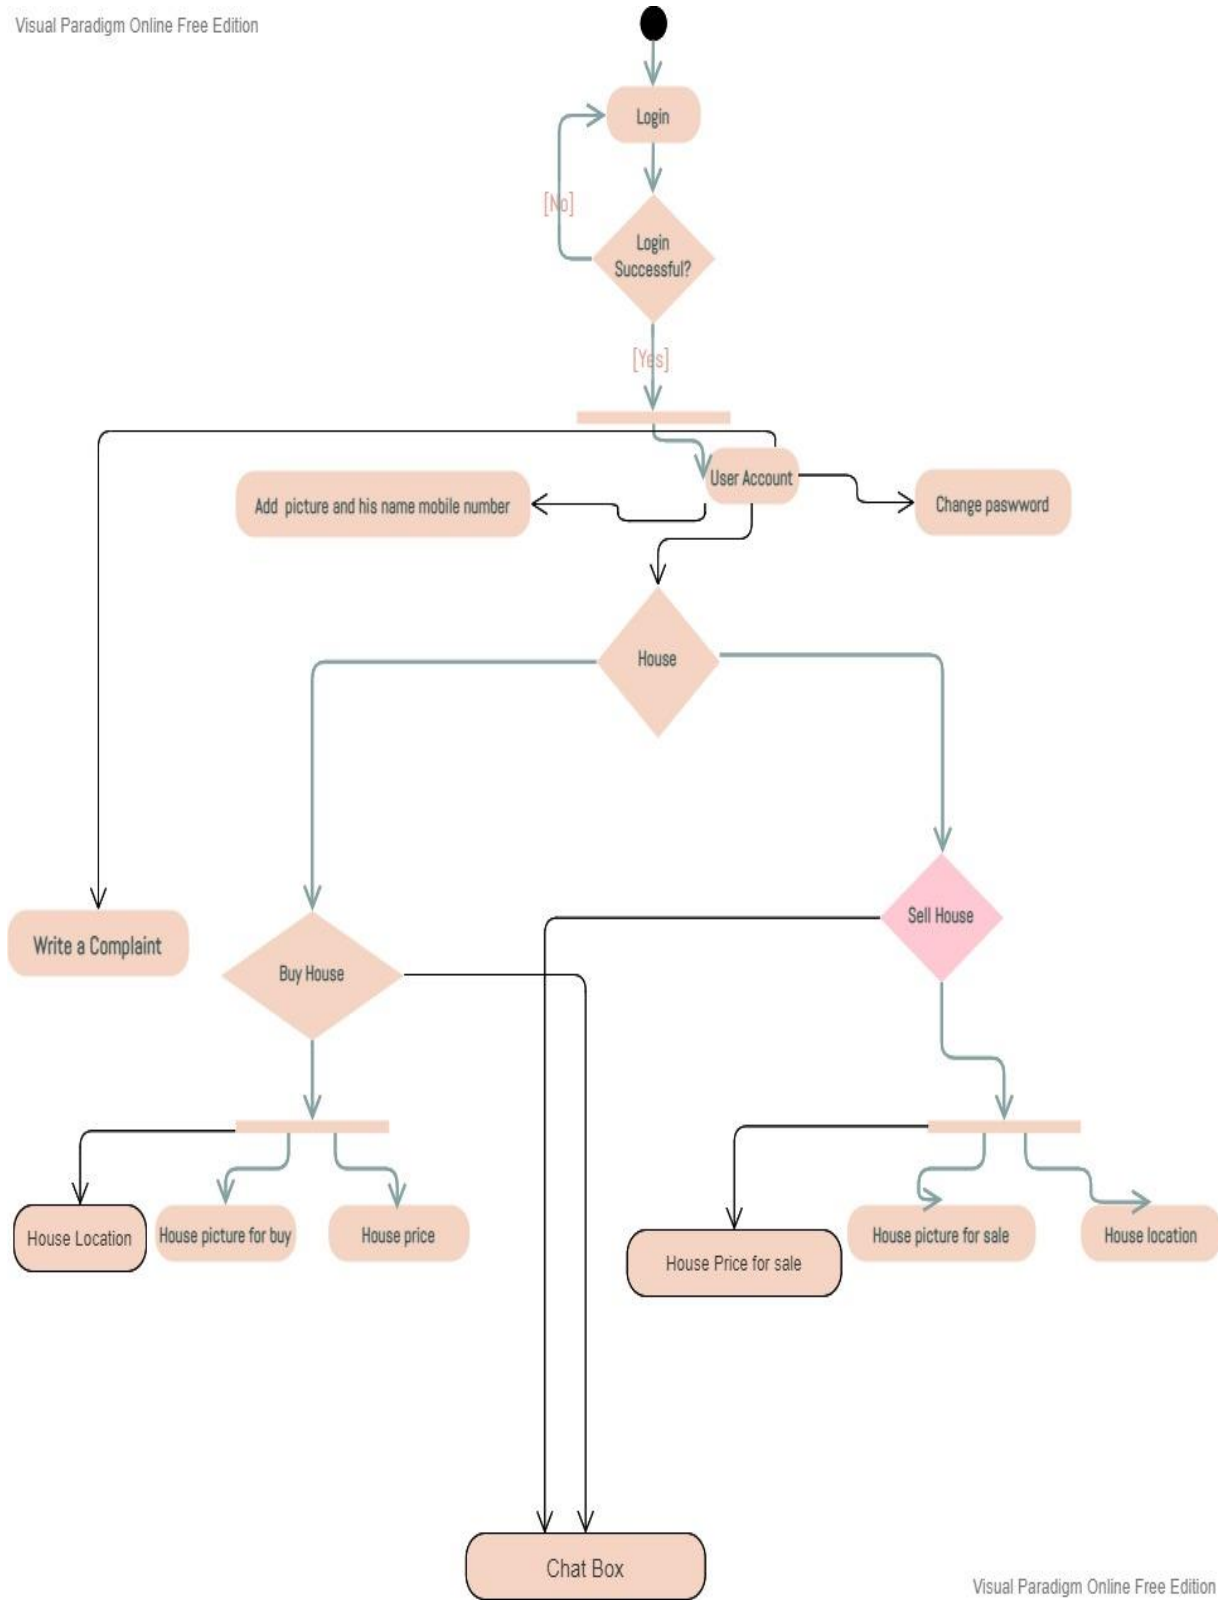 Visual Paradigm Online Free Edition
Login
[No]
Login
Successful?
[Yes]
User Account
Add picture and his name mobile number
Change paswword
House
Sell House
Write a Complaint
Buy House
House Location
House picture for buy
House price
House Price for sale
House picture for sale
House location
Chat Box
Visual Paradigm Online Free Edition